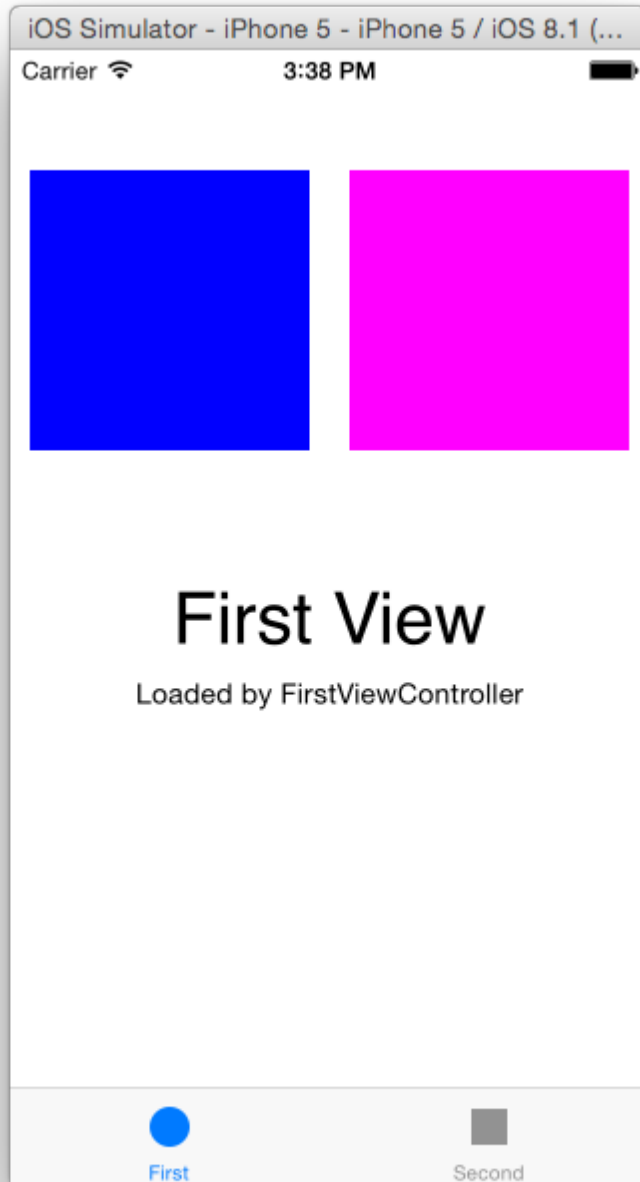 iOS Simulator - iPhone 5 - iPhone 5 / iOS 8.1 (...
Carrier 3:38 PM
First View
Loaded by FirstViewController
First Second